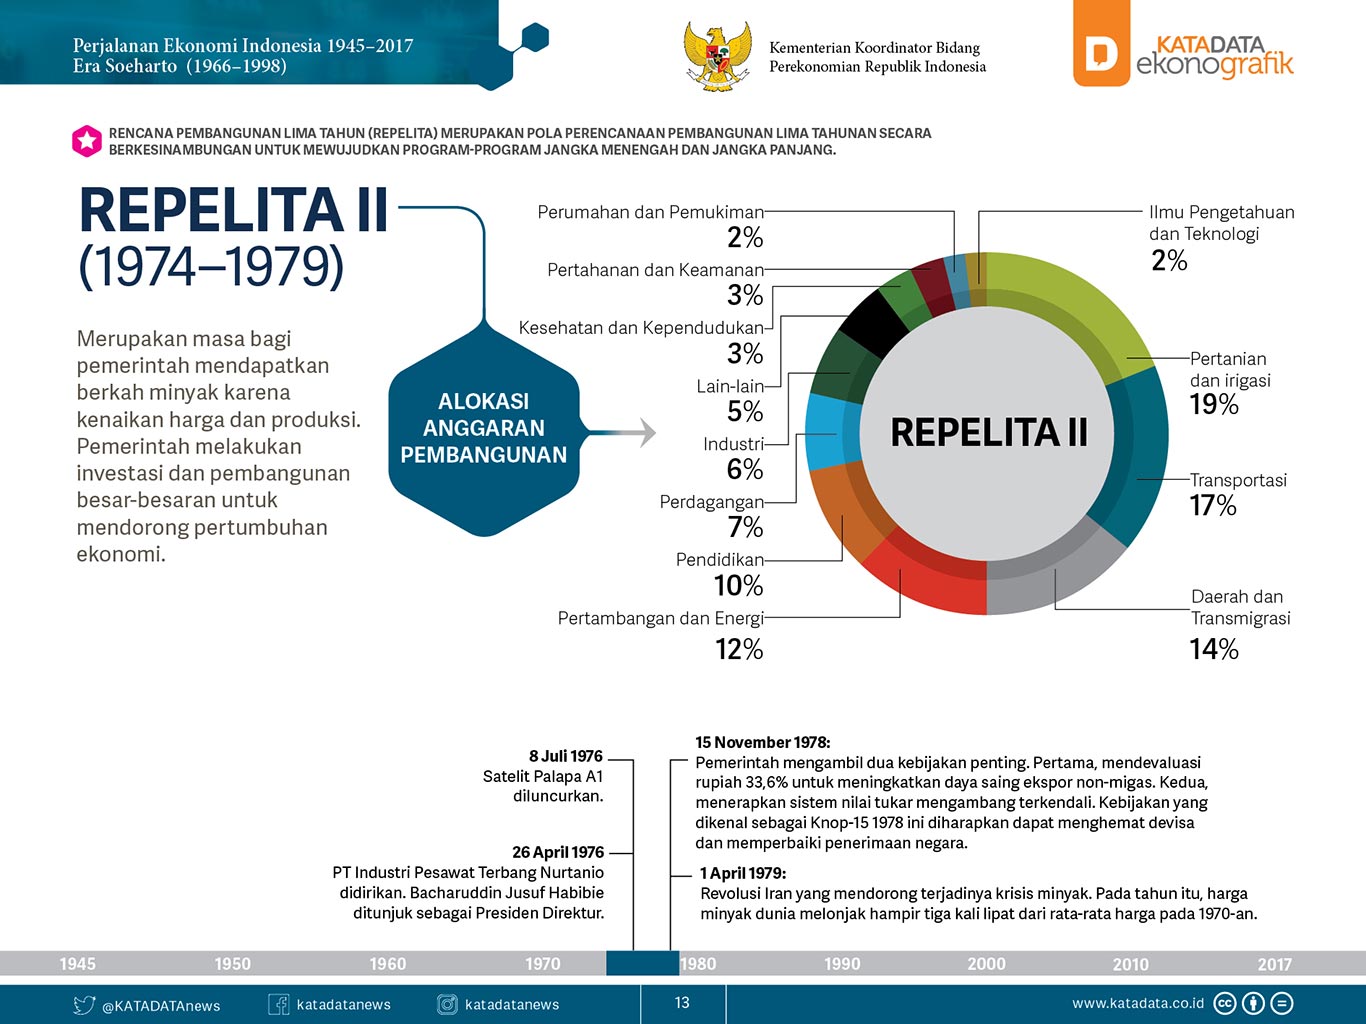 Perjalanan Ekonomi Indonesia 1945–2017
Era Soeharto (1966–1998)
Kementerian Koordinator Bidang
Perekonomian Republik Indonesia
D
KATADATA
ekonografik
RENCANA PEMBANGUNAN LIMA TAHUN (REPELITA) MERUPAKAN POLA PERENCANAAN PEMBANGUNAN LIMA TAHUNAN SECARA
BERKESINAMBUNGAN UNTUK MEWUJUDKAN PROGRAM-PROGRAM JANGKA MENENGAH DAN JANGKA PANJANG.
REPELITA II
(1974–1979)
Merupakan masa bagi
pemerintah mendapatkan
berkah minyak karena
kenaikan harga dan produksi.
Pemerintah melakukan
investasi dan pembangunan
besar-besaran untuk
mendorong pertumbuhan
ekonomi.
ALOKASI
ANGGARAN
PEMBANGUNAN
Perumahan dan Pemukiman
2%
Pertahanan dan Keamanan
3%
Kesehatan dan Kependudukan
3%
Lain-lain
5%
Industri
6%
Perdagangan
7%
Pendidikan
10%
Pertambangan dan Energi
12%
REPELITA II
Ilmu Pengetahuan
dan Teknologi
2%
Pertanian
dan irigasi
19%
Transportasi
17%
Daerah dan
Transmigrasi
14%
8 Juli 1976
Satelit Palapa A1
diluncurkan.
26 April 1976
PT Industri Pesawat Terbang Nurtanio
didirikan. Bacharuddin Jusuf Habibie
ditunjuk sebagai Presiden Direktur.
15 November 1978:
Pemerintah mengambil dua kebijakan penting. Pertama, mendevaluasi
rupiah 33,6% untuk meningkatkan daya saing ekspor non-migas. Kedua,
menerapkan sistem nilai tukar mengambang terkendali. Kebijakan yang
dikenal sebagai Knop-15 1978 ini diharapkan dapat menghemat devisa
dan memperbaiki penerimaan negara.
1 April 1979:
Revolusi Iran yang mendorong terjadinya krisis minyak. Pada tahun itu, harga
minyak dunia melonjak hampir tiga kali lipat dari rata-rata harga pada 1970-an.
1945 1950 1960 1970 1980 1990 2000 2010 2017
@KATADATAnews katadatanews katadatanews 13 www.katadata.co.id cc